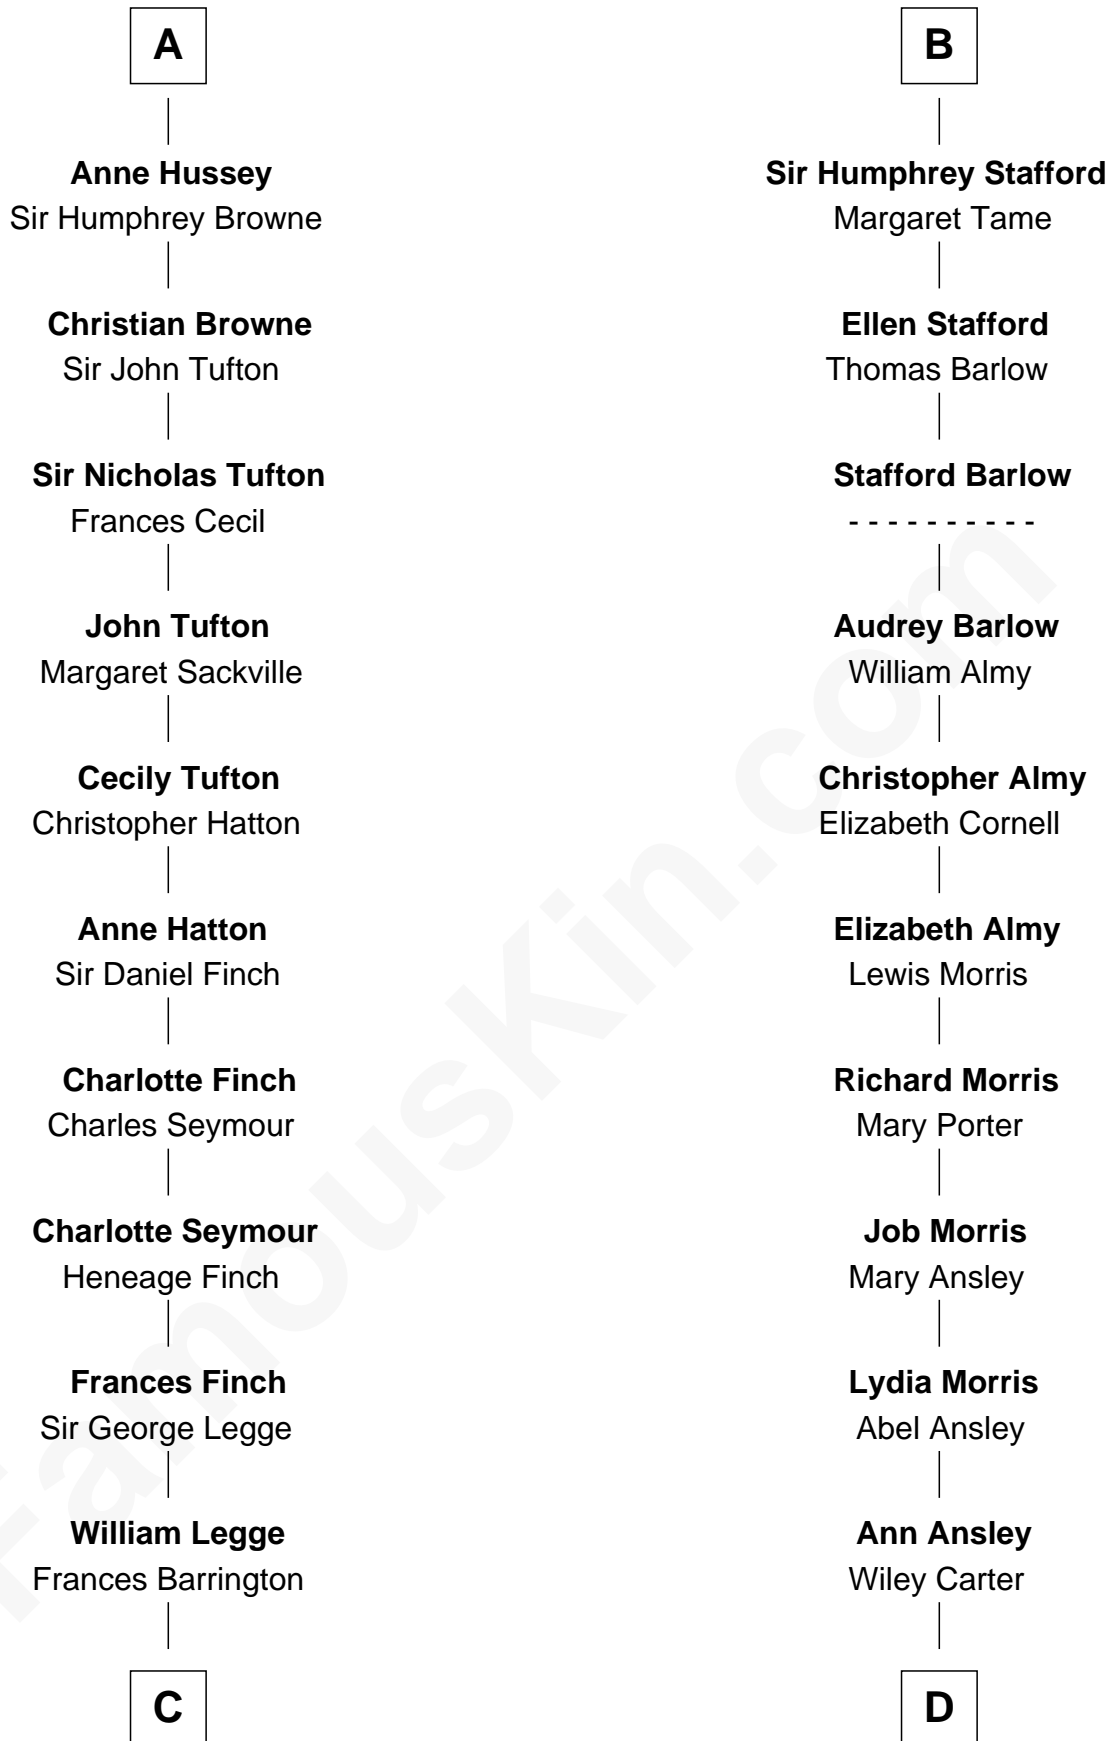 A
Anne Hussey
Sir Humphrey Browne
Christian Browne
Sir John Tufton
Sir Nicholas Tufton
Frances Cecil
John Tufton
Margaret Sackville
Cecily Tufton
Christopher Hatton
Anne Hatton
Sir Daniel Finch
Charlotte Finch
Charles Seymour
Charlotte Seymour
Heneage Finch
Frances Finch
Sir George Legge
William Legge
Frances Barrington
C
B
Sir Humphrey Stafford
Margaret Tame
Ellen Stafford
Thomas Barlow
Stafford Barlow
- - - - - - - - - -
Audrey Barlow
William Almy
Christopher Almy
Elizabeth Cornell
Elizabeth Almy
Lewis Morris
Richard Morris
Mary Porter
Job Morris
Mary Ansley
Lydia Morris
Abel Ansley
Ann Ansley
Wiley Carter
D
FamousKin.com